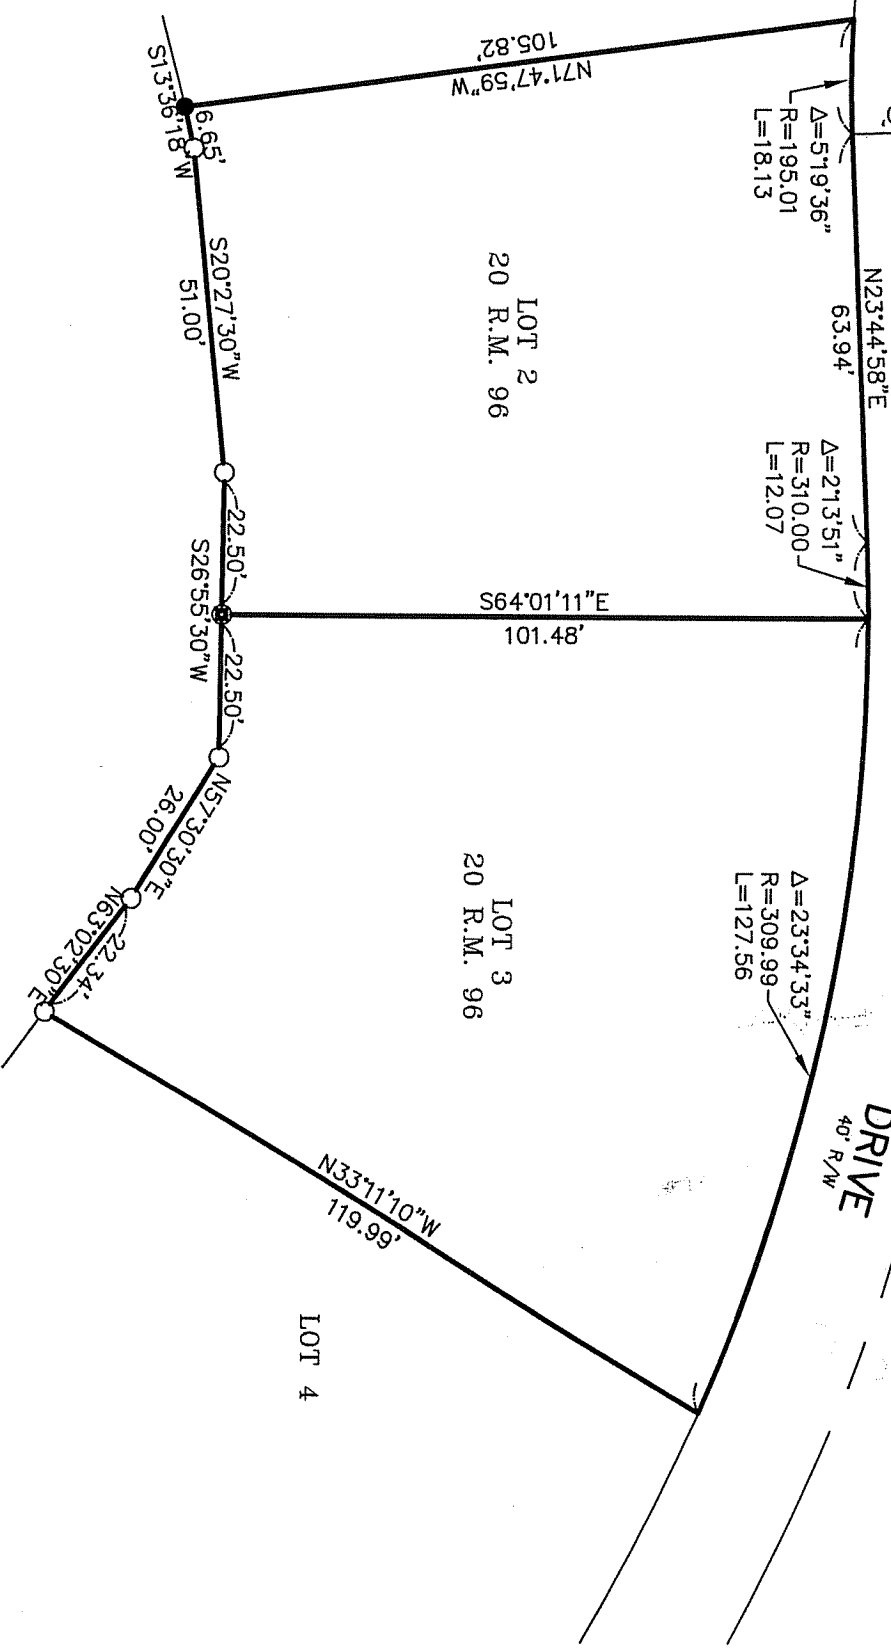 N71°47'59"W
105.82'
S13°36'18"W
6.65'
Δ=5°19'36"
R=195.01
L=18.13
N23°44'58"E
63.94'
S20°27'30"W
51.00'
LOT 2
20 R.M. 96
Δ=2°13'51"
R=310.00
L=12.07
22.50'
S26°55'30"W
22.50'
S64°01'11"E
101.48'
N57°30'30"E
26.00'
N63°02'30"E
22.34'
LOT 3
20 R.M. 96
Δ=23°34'33"
R=309.99
L=127.56
DRIVE
40' R/W
N33°11'10"W
119.99'
LOT 4